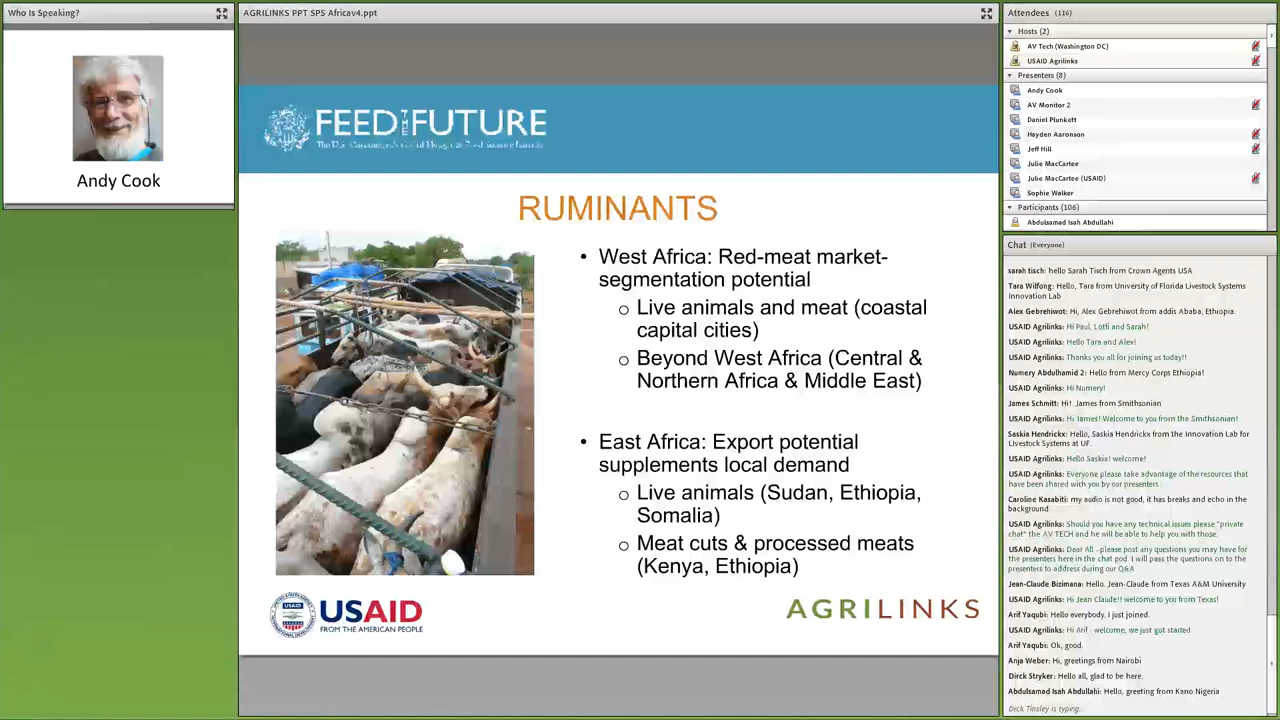 Who Is Speaking?
Andy Cook
AGRILINKS PPT SPS Africav4.ppt
FEED THE FUTURE
RUMINANTS
• West Africa: Red-meat market-
segmentation potential
o Live animals and meat (coastal
capital cities)
o Beyond West Africa (Central &
Northern Africa & Middle East)
• East Africa: Export potential
supplements local demand
o Live animals (Sudan, Ethiopia,
Somalia)
o Meat cuts & processed meats
(Kenya, Ethiopia)
USAID
FROM THE AMERICAN PEOPLE
AGRILINKS
Attendees (116)
Hosts (2)
AV Tech (Washington DC)
USAID Agrilinks
Presenters (8)
Andy Cook
AV Monitor 2
Daniel Plunkett
Hayden Aaronson
Jeff Hill
Julie MacCartee
Julie MacCartee (USAID)
Sophie Walker
Participants (106)
Abdulsamad Isah Abdullahi
Chat (Everyone)
sarah tisch: hello Sarah Tisch from Crown Agents USA
Tara Wilfong: Hello, Tara from University of Florida Livestock Systems
Innovation Lab
Alex Gebrehiwot: Hi, Alex Gebrehiwot from addis Ababa, Ethiopia.
USAID Agrilinks: Hi Paul, Lotfi and Sarah!
USAID Agrilinks: Hello Tara and Alex!
USAID Agrilinks: Thanks you all for joining us today!!
Numery Abdulhamid 2: Hello from Mercy Corps Ethiopia!
USAID Agrilinks: Hi Numery!
James Schmitt: Hi!. James from Smithsonian
USAID Agrilinks: Hi James! Welcome to you from the Smithsonian!
Saskia Hendrickx: Hello, Saskia Hendrickx from the Innovation Lab for
LIvestock Systems at UF.
USAID Agrilinks: Hello Saskia! welcome!
USAID Agrilinks: Everyone please take advantage of the resources that
have been shared with you by our presenters
Caroline Kasabiti: my audio is not good, it has breaks and echo in the
background
USAID Agrilinks: Should you have any technical issues please "private
chat" the AV TECH and he will be able to help you with those.
USAID Agrilinks: Dear All - please post any questions you may have for
the presenters here in the chat pod. I will pass the questions on to the
presenters to address during our Q&A
Jean-Claude Bizimana: Hello. Jean-Claude from Texas A&M University
USAID Agrilinks: Hi Jean Claude!! welcome to you from Texas!
Arif Yaqubi: Hello everybody, I just joined.
USAID Agrilinks: Hi Arif - welcome, we just got started
Arif Yaqubi: Ok, good.
Anja Weber: Hi, greetings from Nairobi
Dirck Stryker: Hello all, glad to be here.
Abdulsamad Isah Abdullahi: Hello, greeting from Kano Nigeria
Dick Tinsley is typing...